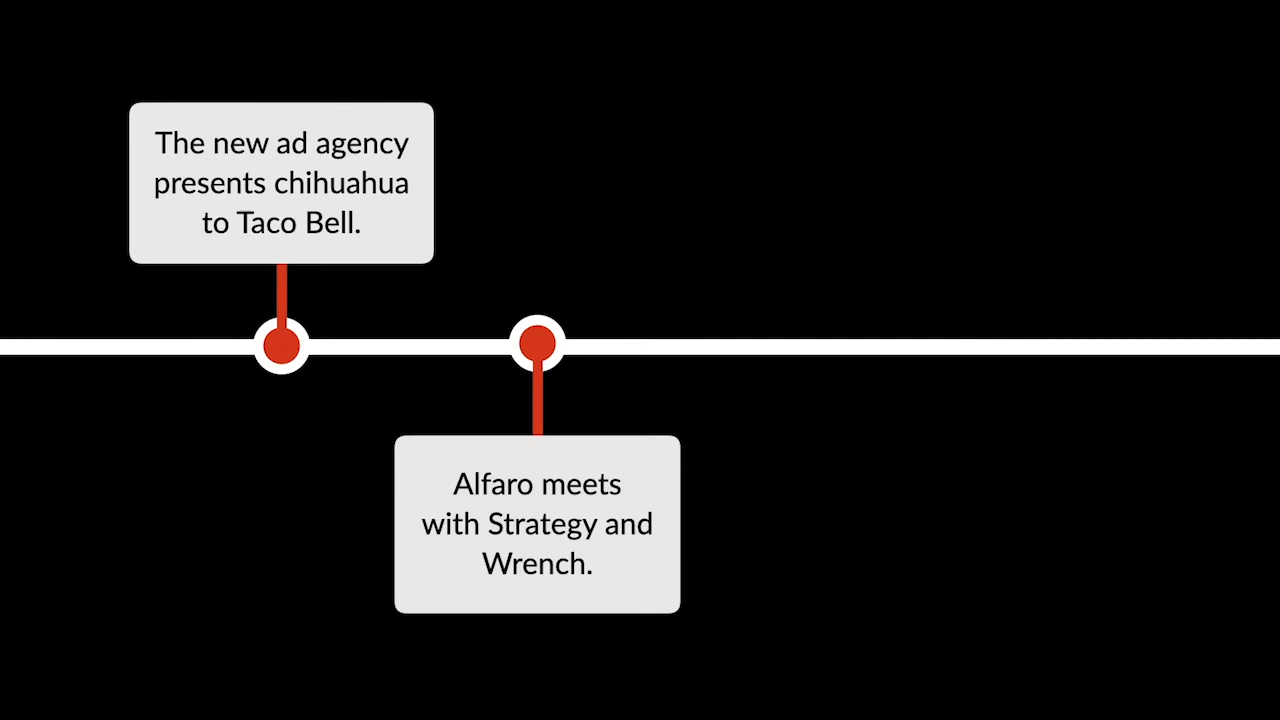 The new ad agency
presents chihuahua
to Taco Bell.
Alfaro meets
with Strategy and
Wrench.